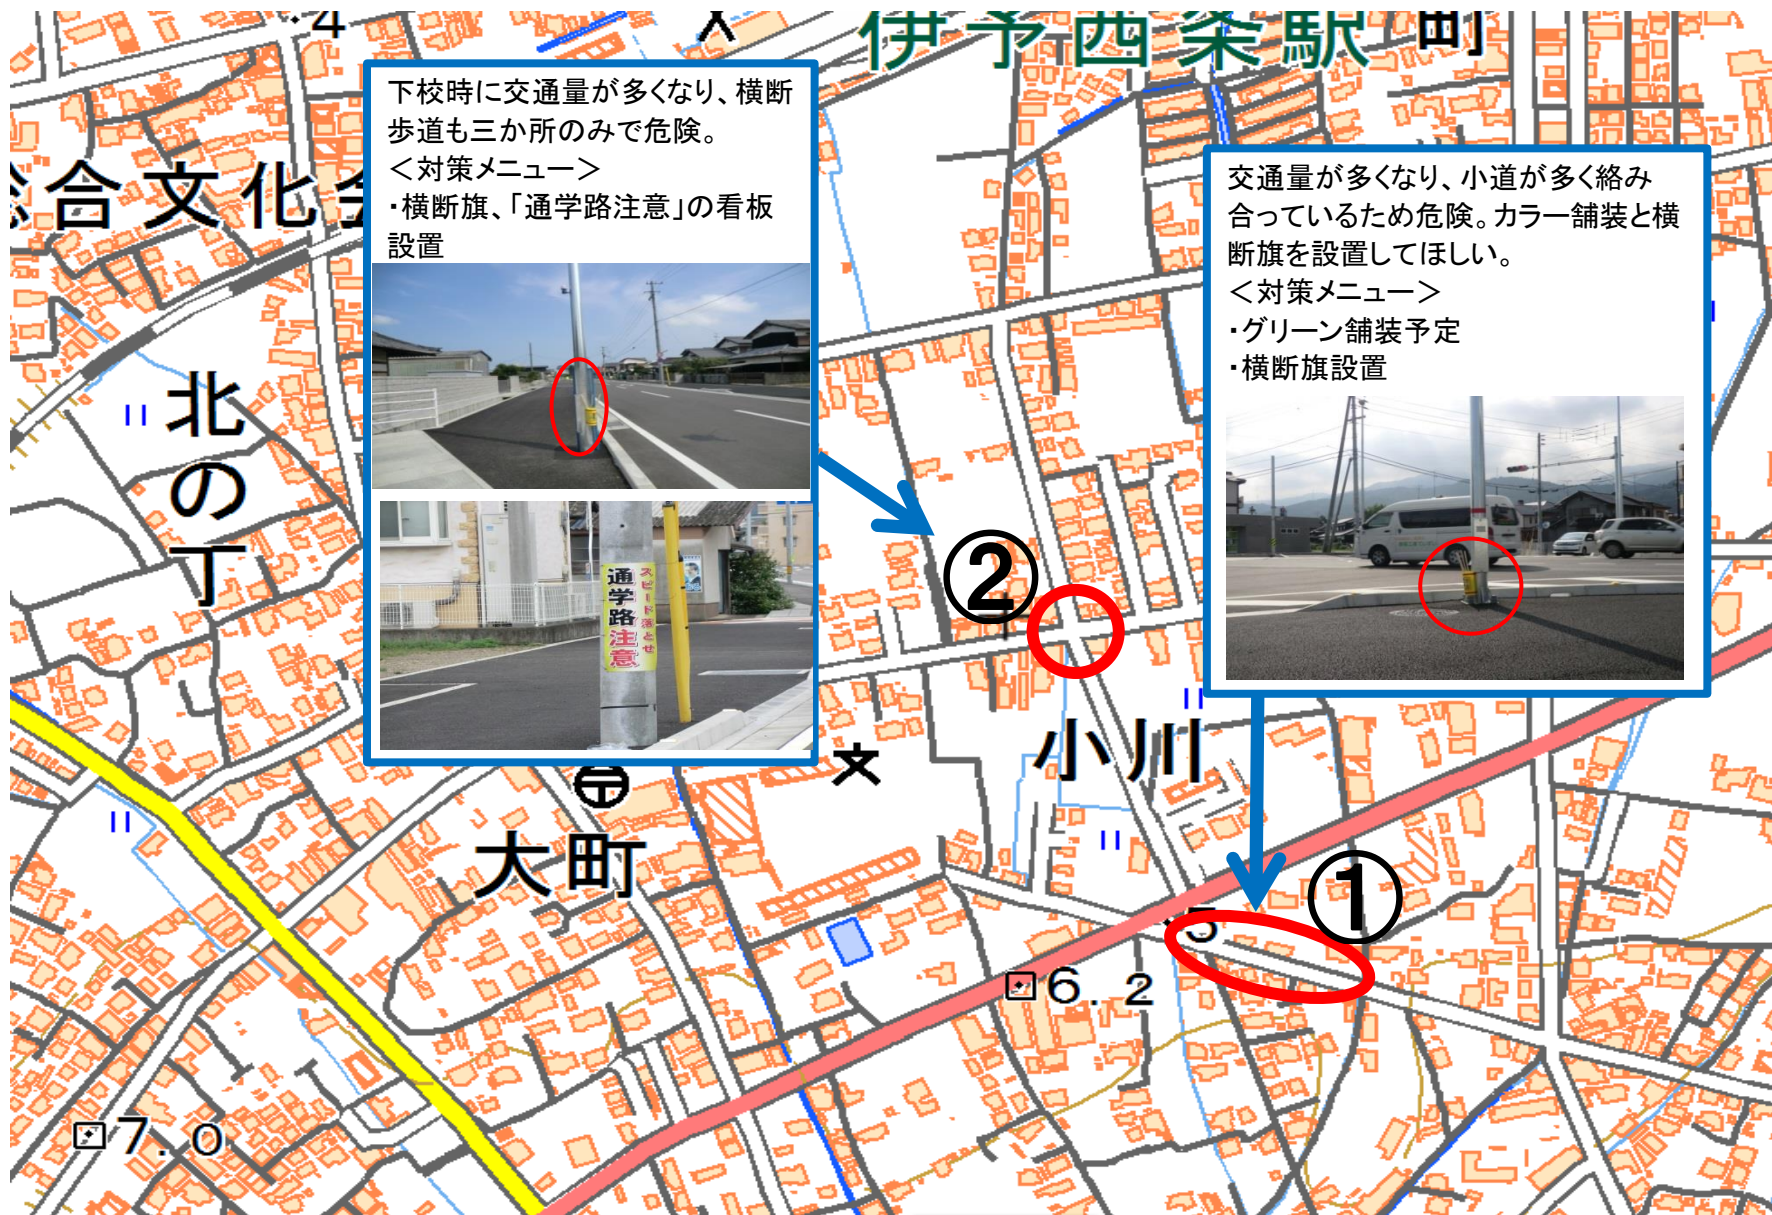 4
伊予西条駅
町
総合文化会
下校時に交通量が多くなり、横断
歩道も三か所のみで危険。
＜対策メニュー＞
・横断旗、「通学路注意」の看板
設置
スピード落とせ
通学路注意
交通量が多くなり、小道が多く絡み
合っているため危険。カラー舗装と横
断旗を設置してほしい。
＜対策メニュー＞
・グリーン舗装予定
・横断旗設置
北の丁
②
小川
大町
①
5
6.2
7.0